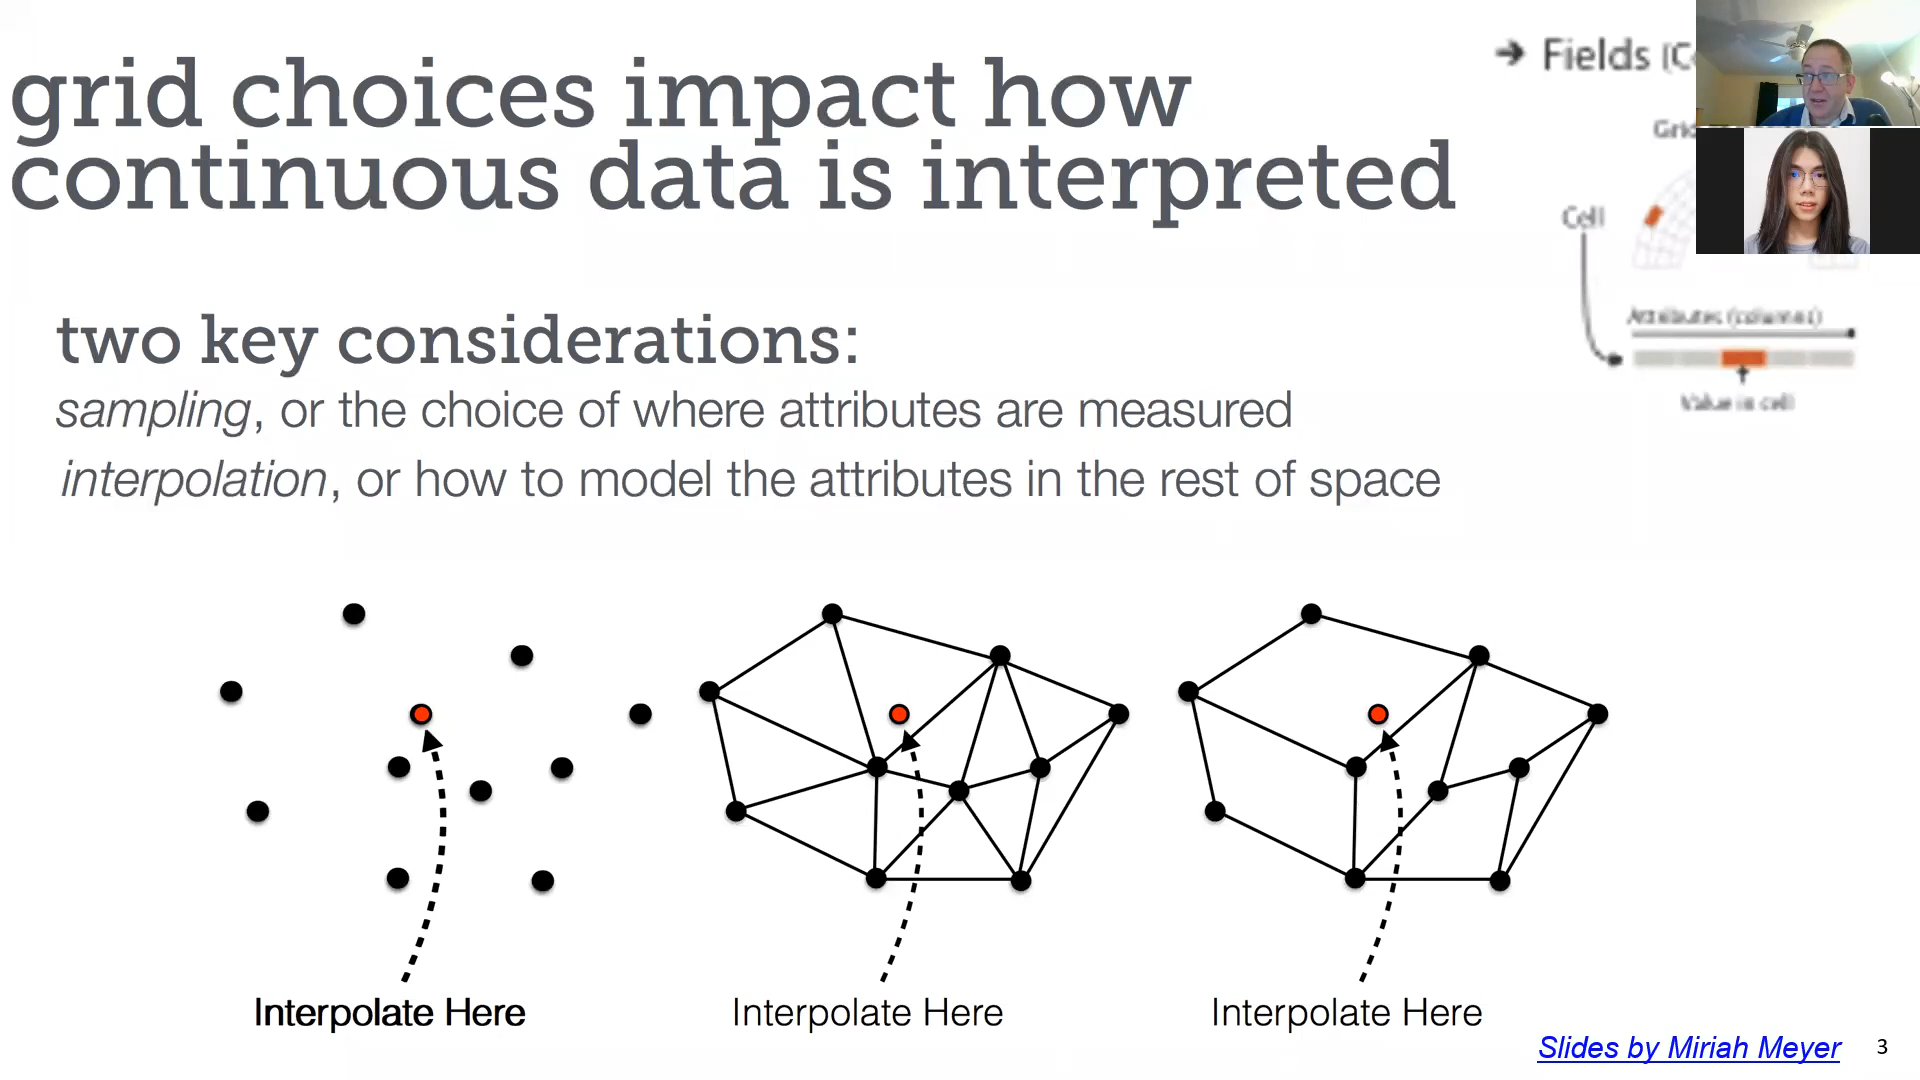 grid choices impact how
continuous data is interpreted
→ Fields (C
Grid
Cell
Attributes (columns)
Value in cell
two key considerations:
sampling, or the choice of where attributes are measured
interpolation, or how to model the attributes in the rest of space
Interpolate Here
Interpolate Here
Interpolate Here
Slides by Miriah Meyer
3